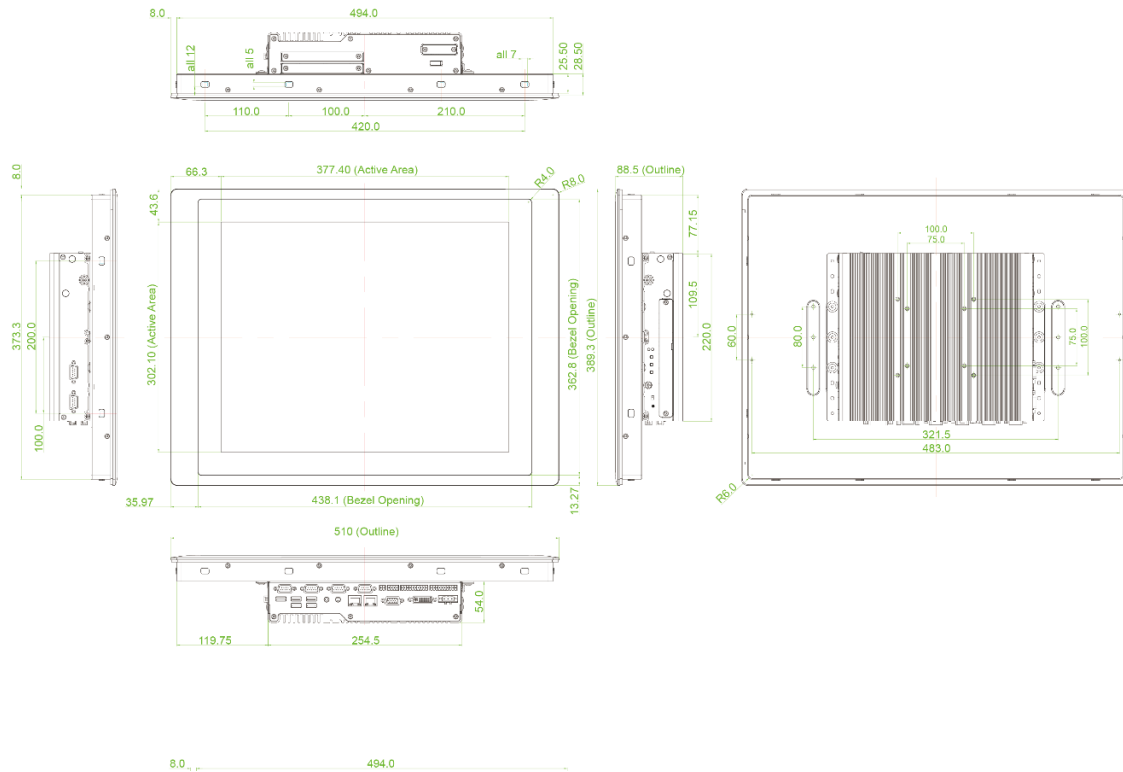 8.0
494.0
all 12
all 5
all 7
25.50
28.50
110.0
100.0
210.0
420.0
8.0
373.3
200.0
100.0
66.3
377.40 (Active Area)
R4.0
R8.0
43.6
302.10 (Active Area)
362.8 (Bezel Opening)
389.3 (Outline)
35.97
438.1 (Bezel Opening)
13.27
88.5 (Outline)
77.15
109.5
220.0
100.0
75.0
60.0
80.0
75.0
100.0
321.5
483.0
R6.0
510 (Outline)
54.0
119.75
254.5
8.0
494.0